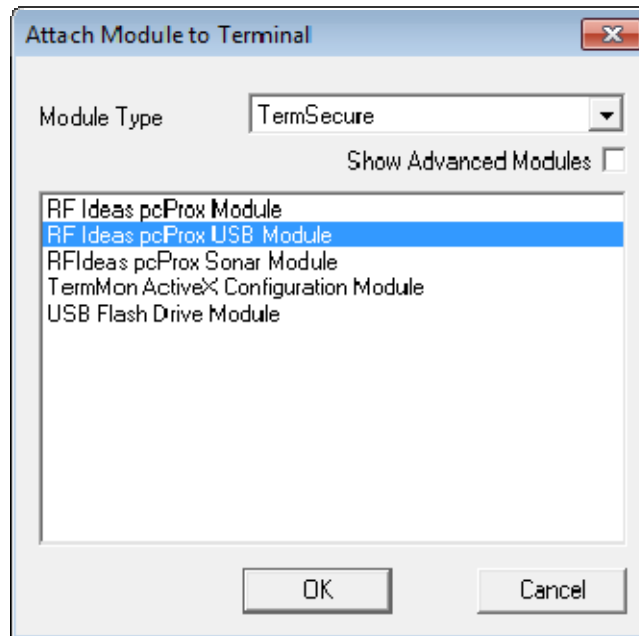 Attach Module to Terminal
Module Type
TermSecure
Show Advanced Modules
RF Ideas pcProx Module
RF Ideas pcProx USB Module
RFIdeas pcProx Sonar Module
TermMon ActiveX Configuration Module
USB Flash Drive Module
OK
Cancel